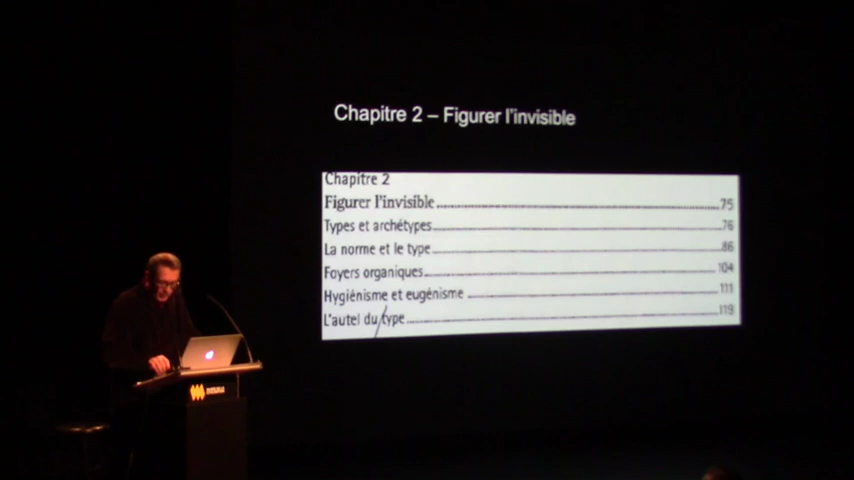 Chapitre 2 – Figurer l'invisible
Chapitre 2
Figurer l'invisible 75
Types et archétypes 76
La norme et le type 86
Foyers organiques 104
Hygiénisme et eugénisme 111
L'autel du/type 119